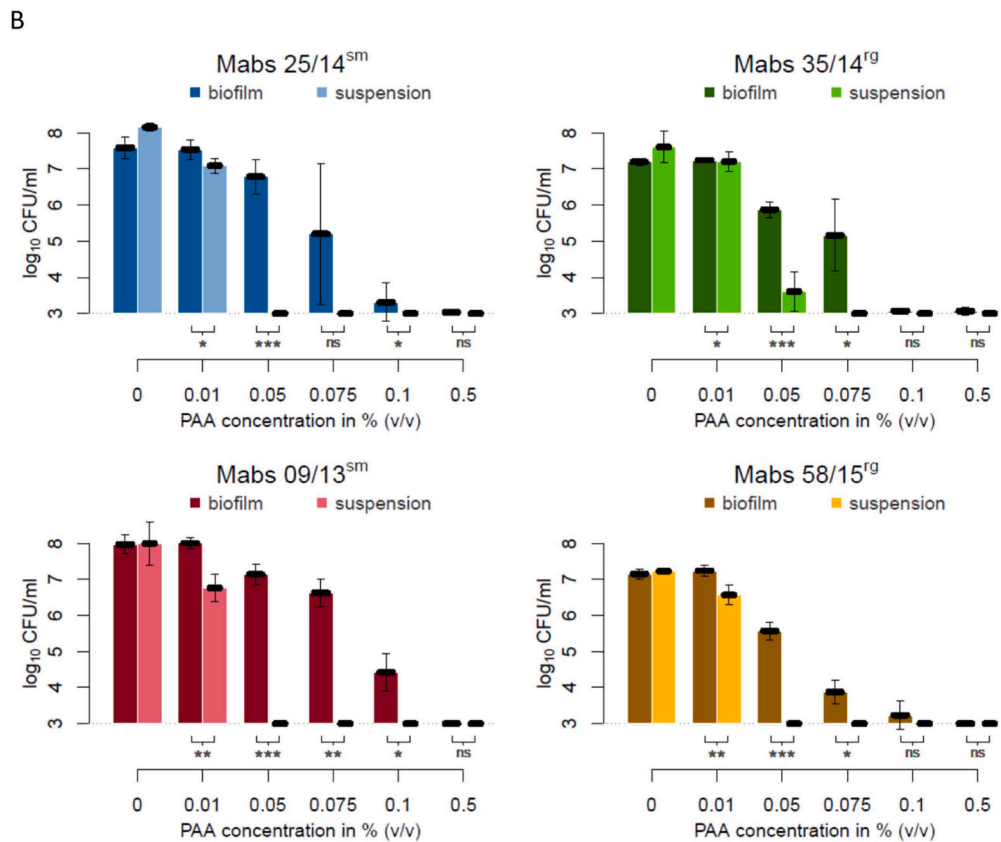 B
Mabs 25/14sm
biofilm suspension
8
7
6
5
4
3
log10 CFU/ml
* *** ns * ns
0 0.01 0.05 0.075 0.1 0.5
PAA concentration in % (v/v)
Mabs 35/14rg
biofilm suspension
8
7
6
5
4
3
log10 CFU/ml
* *** * ns ns
0 0.01 0.05 0.075 0.1 0.5
PAA concentration in % (v/v)
Mabs 09/13sm
biofilm suspension
8
7
6
5
4
3
log10 CFU/ml
** *** ** * ns
0 0.01 0.05 0.075 0.1 0.5
PAA concentration in % (v/v)
Mabs 58/15rg
biofilm suspension
8
7
6
5
4
3
log10 CFU/ml
** *** * ns ns
0 0.01 0.05 0.075 0.1 0.5
PAA concentration in % (v/v)